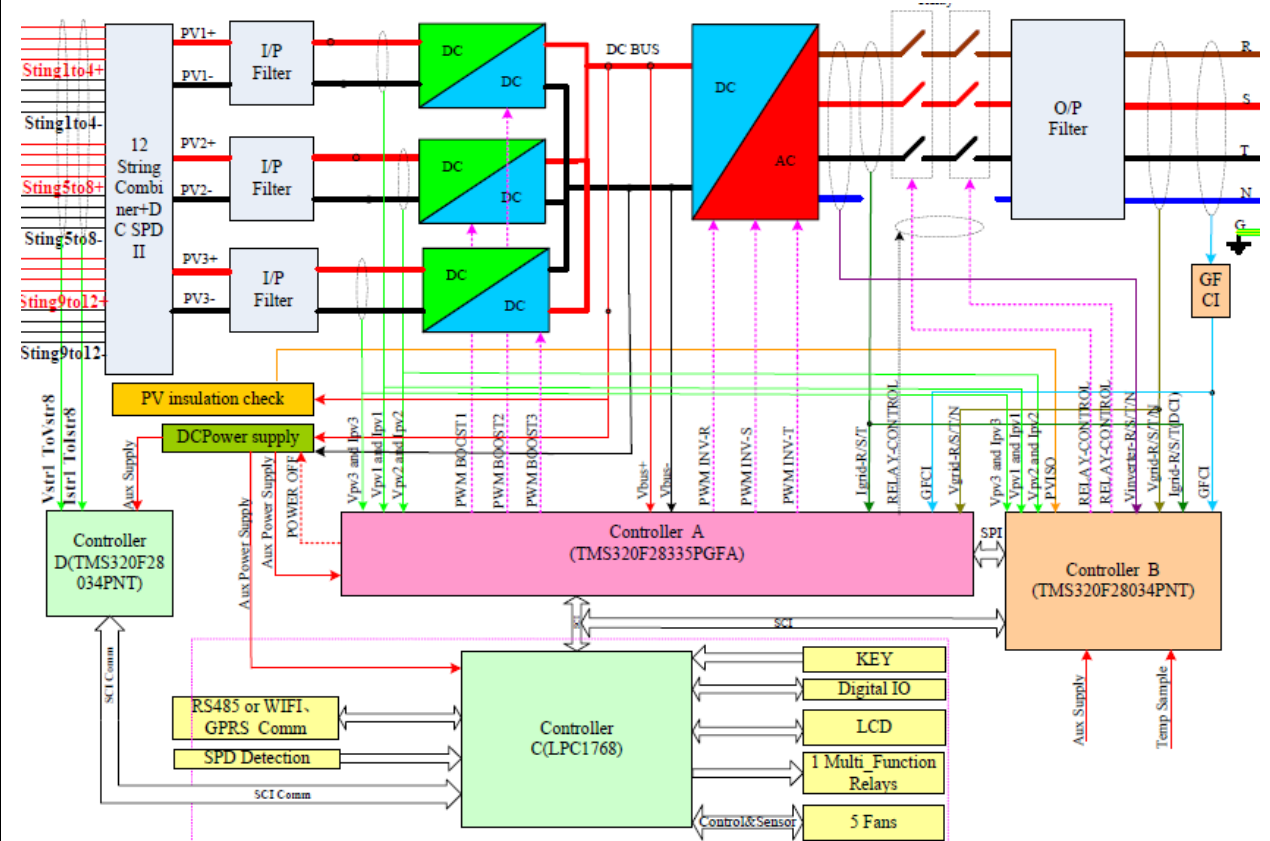 Relay
PV1+
I/P
Filter
DC
DC
DC BUS
DC
AC
R
Sting1to4+
PV1-
S
O/P
Filter
Sting1to4-
12
String
Combi
ner+D
C SPD
II
PV2+
I/P
Filter
DC
DC
T
Sting5to8+
PV2-
N
Sting5to8-
G
PV3+
I/P
Filter
DC
DC
GF
CI
Sting9to12+
PV3-
Sting9to12-
PV insulation check
DCPower supply
Vstr1 ToVstr8
Istr1 ToIstr8
Aux Supply
Aux Power Supply
Aux Power Supply
POWER OFF
Vpv3 and Ipv3
Vpv1 and Ipv1
Vpv2 and Ipv2
PWM BOOST1
PWM BOOST2
PWM BOOST3
Vbus+
Vbus-
PWM INV-R
PWM INV-S
PWM INV-T
Igrid-R/S/T
RELAY-CONTROL
GFCI
Vgrid-R/S/T/N
Vpv3 and Ipv3
Vpv1 and Ipv1
Vpv2 and Ipv2
PVISO
RELAY-CONTROL
RELAY-CONTROL
Vinverter-R/S/T/N
Vgrid-R/S/T/N
Igrid-R/S/T(DCI)
GFCI
Controller
D(TMS320F28
034PNT)
Controller A
(TMS320F28335PGFA)
SPI
Controller B
(TMS320F28034PNT)
SCI
SCI Comm
Controller
C(LPC1768)
KEY
Digital IO
LCD
1 Multi_Function
Relays
Control&Sensor
5 Fans
RS485 or WIFI、
GPRS Comm
SPD Detection
SCI Comm
Aux Supply
Temp Sample